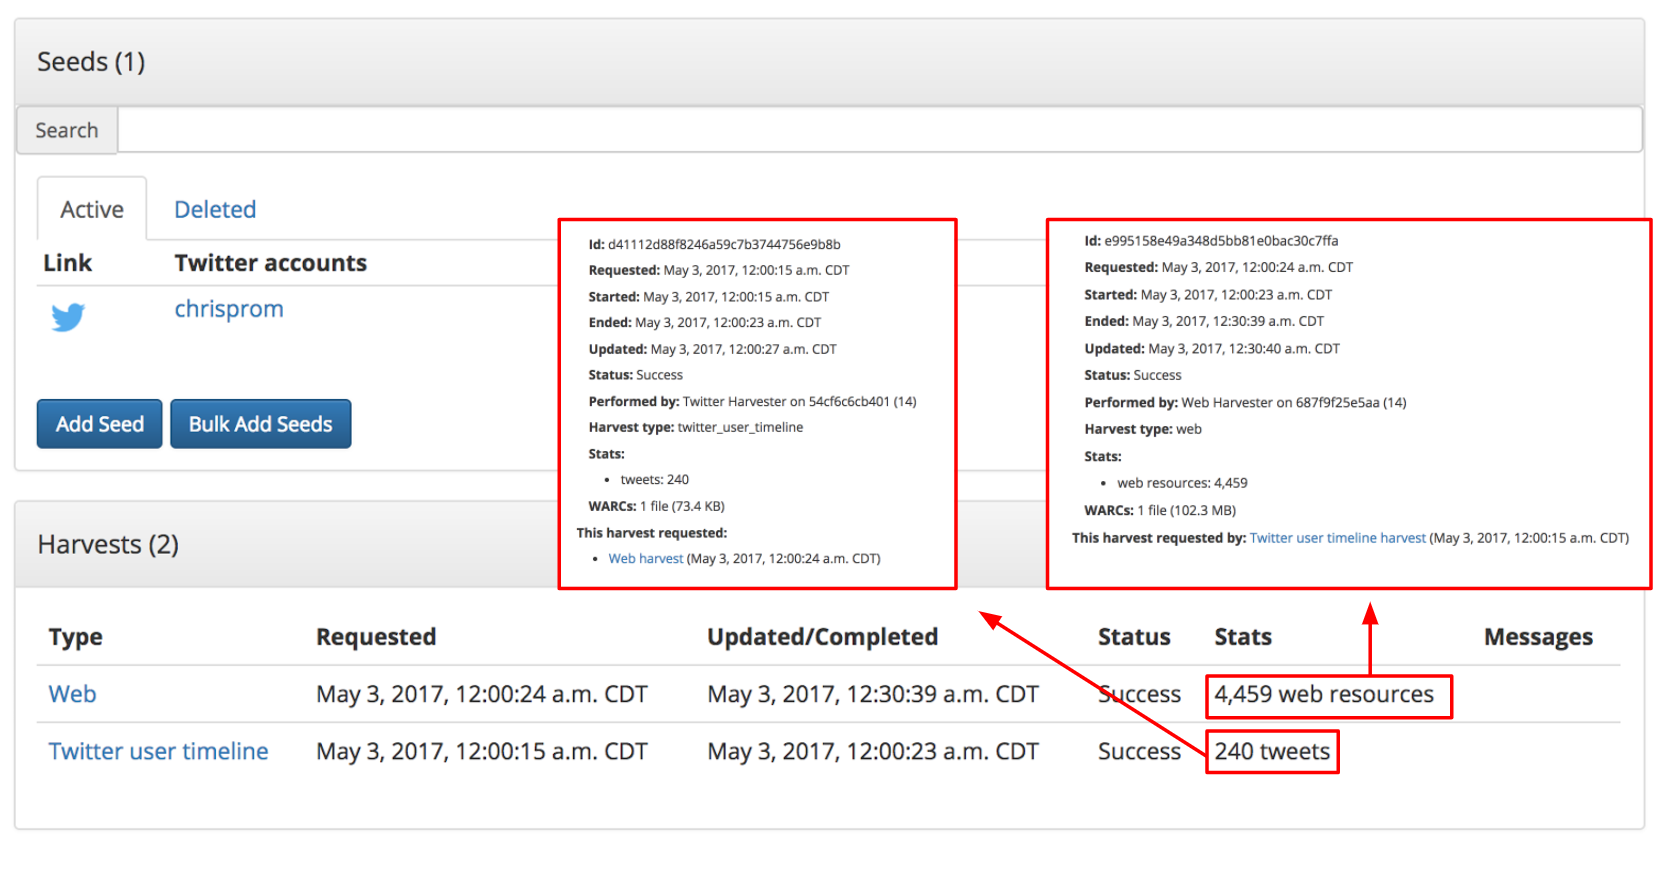 Seeds (1)
Search
Active Deleted
Link Twitter accounts
chrisprom
Add Seed Bulk Add Seeds
Id: d41112d88f8246a59c7b3744756e9b8b
Requested: May 3, 2017, 12:00:15 a.m. CDT
Started: May 3, 2017, 12:00:15 a.m. CDT
Ended: May 3, 2017, 12:00:23 a.m. CDT
Updated: May 3, 2017, 12:00:27 a.m. CDT
Status: Success
Performed by: Twitter Harvester on 54cf6c6cb401 (14)
Harvest type: twitter_user_timeline
Stats:
• tweets: 240
WARCs: 1 file (73.4 KB)
This harvest requested:
• Web harvest (May 3, 2017, 12:00:24 a.m. CDT)
Id: e995158e49a348d5bb81e0bac30c7ffa
Requested: May 3, 2017, 12:00:24 a.m. CDT
Started: May 3, 2017, 12:00:23 a.m. CDT
Ended: May 3, 2017, 12:30:39 a.m. CDT
Updated: May 3, 2017, 12:30:40 a.m. CDT
Status: Success
Performed by: Web Harvester on 687f9f25e5aa (14)
Harvest type: web
Stats:
• web resources: 4,459
WARCs: 1 file (102.3 MB)
This harvest requested by: Twitter user timeline harvest (May 3, 2017, 12:00:15 a.m. CDT)
Harvests (2)
Type Requested Updated/Completed Status Stats Messages
Web May 3, 2017, 12:00:24 a.m. CDT May 3, 2017, 12:30:39 a.m. CDT Success 4,459 web resources
Twitter user timeline May 3, 2017, 12:00:15 a.m. CDT May 3, 2017, 12:00:23 a.m. CDT Success 240 tweets